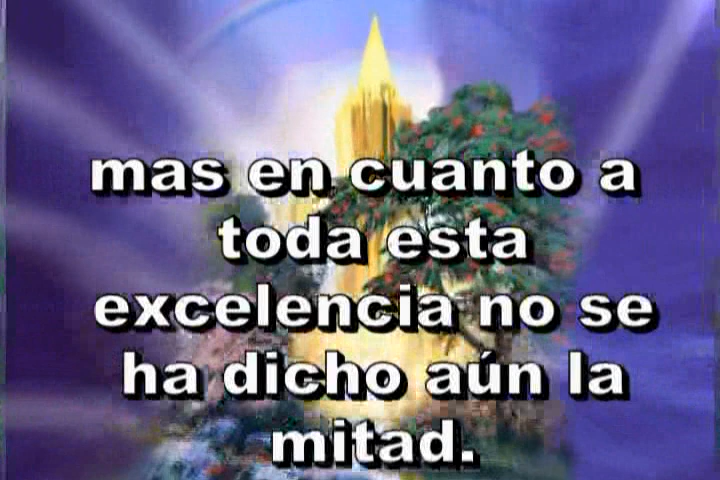 mas en cuanto a
toda esta
excelencia no se
ha dicho aún la
mitad.